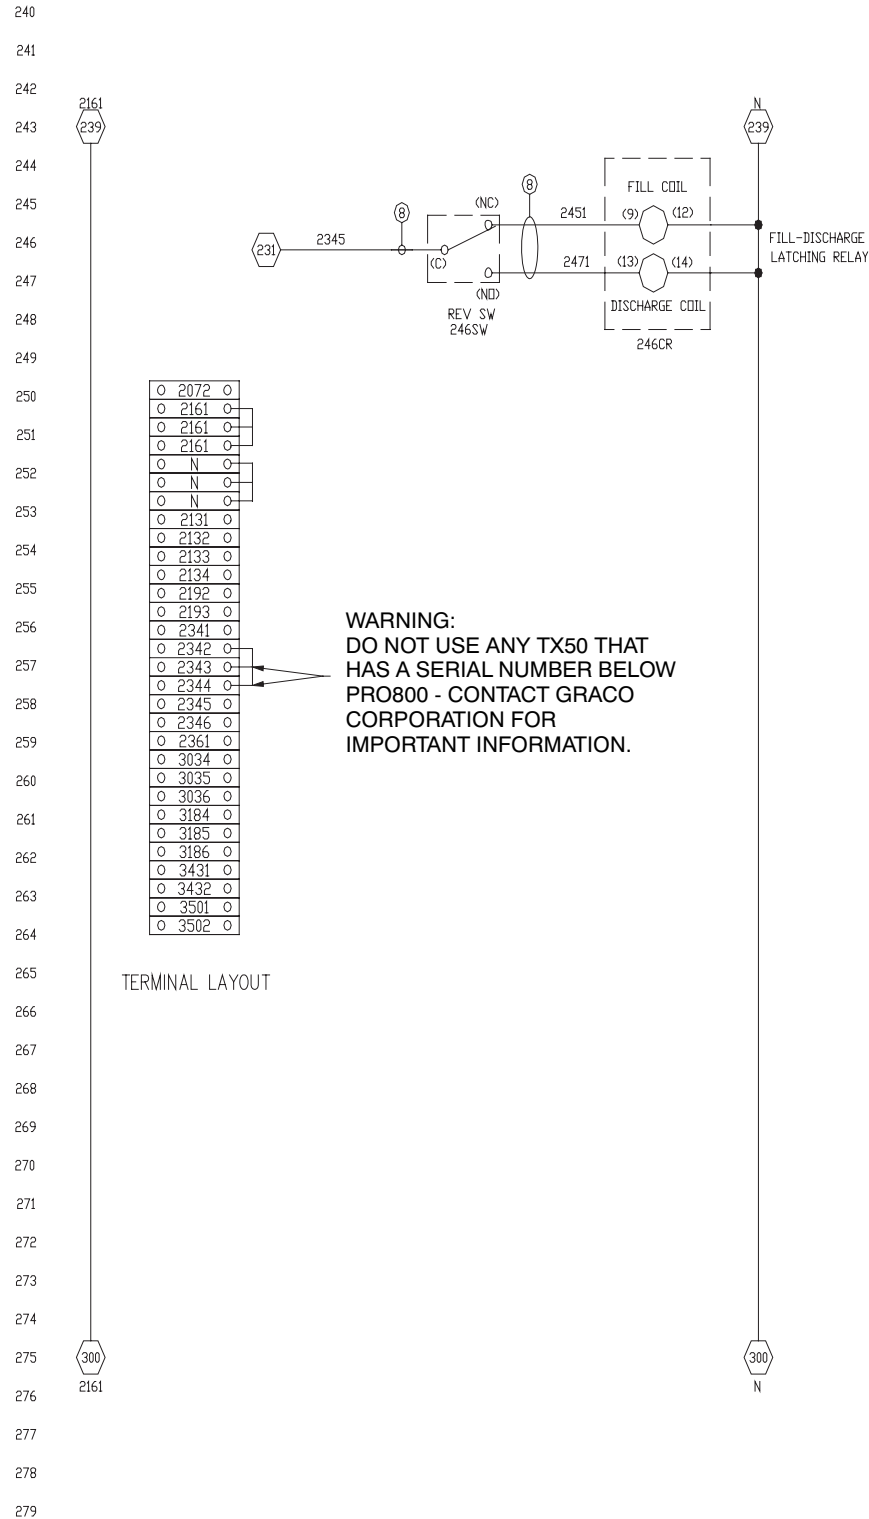 240
241
242
2161 N
243 239 239
244
FILL COIL
245 8 (NC) 8 2451 (9) (12)
246 231 2345 (C) FILL-DISCHARGE
LATCHING RELAY
247 2471 (13) (14)
(NO) DISCHARGE COIL
248 REV SW
246SW
246CR
249
250 2072
2161
251 2161
2161
252 N
N
253 N
2131
2132
254 2133
2134
255 2192
2193
256 2341
2342
257 2343
2344
258 2345
2346
259 2361
3034
260 3035
3036
261 3184
3185
262 3186
3431
263 3432
3501
264 3502
WARNING:
DO NOT USE ANY TX50 THAT
HAS A SERIAL NUMBER BELOW
PRO800 - CONTACT GRACO
CORPORATION FOR
IMPORTANT INFORMATION.
265 TERMINAL LAYOUT
266
267
268
269
270
271
272
273
274
275 300 300
276 2161 N
277
278
279